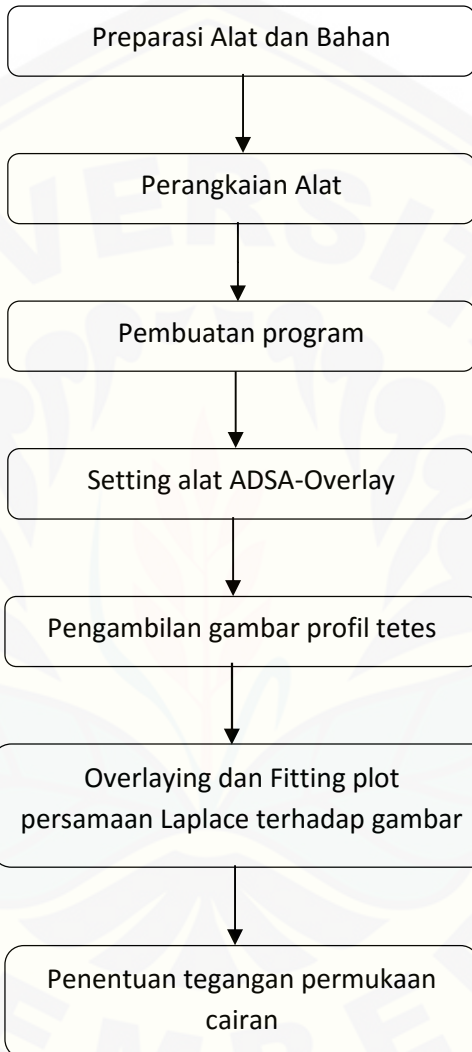 Preparasi Alat dan Bahan
Perangkaian Alat
Pembuatan program
Setting alat ADSA-Overlay
Pengambilan gambar profil tetes
Overlaying dan Fitting plot
persamaan Laplace terhadap gambar
Penentuan tegangan permukaan
cairan